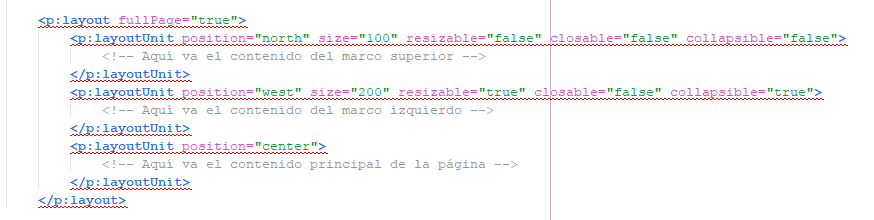 <p:layout fullPage="true">
<p:layoutUnit position="north" size="100" resizable="false" closable="false" collapsible="false">
<!-- Aquí va el contenido del marco superior -->
</p:layoutUnit>
<p:layoutUnit position="west" size="200" resizable="true" closable="false" collapsible="true">
<!-- Aquí va el contenido del marco izquierdo -->
</p:layoutUnit>
<p:layoutUnit position="center">
<!-- Aquí va el contenido principal de la página -->
</p:layoutUnit>
</p:layout>